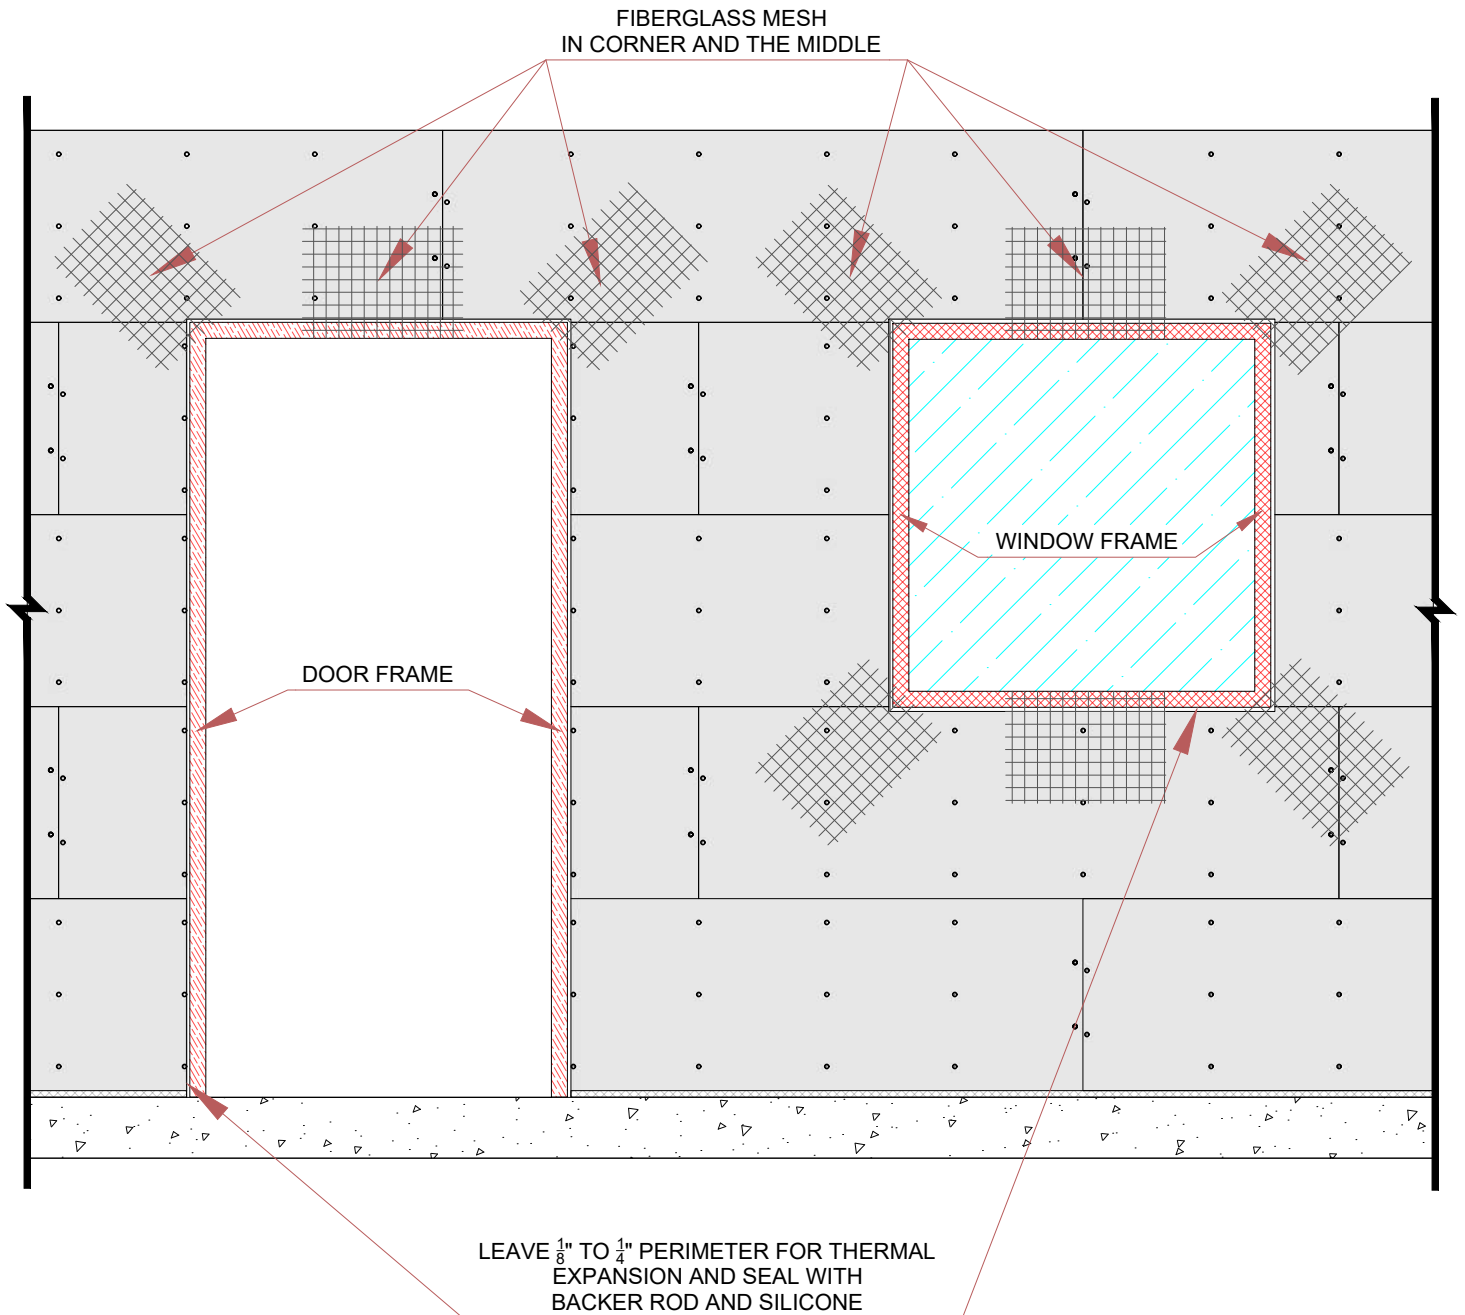 FIBERGLASS MESH
IN CORNER AND THE MIDDLE
WINDOW FRAME
DOOR FRAME
LEAVE 1/8" TO 1/4" PERIMETER FOR THERMAL
EXPANSION AND SEAL WITH
BACKER ROD AND SILICONE